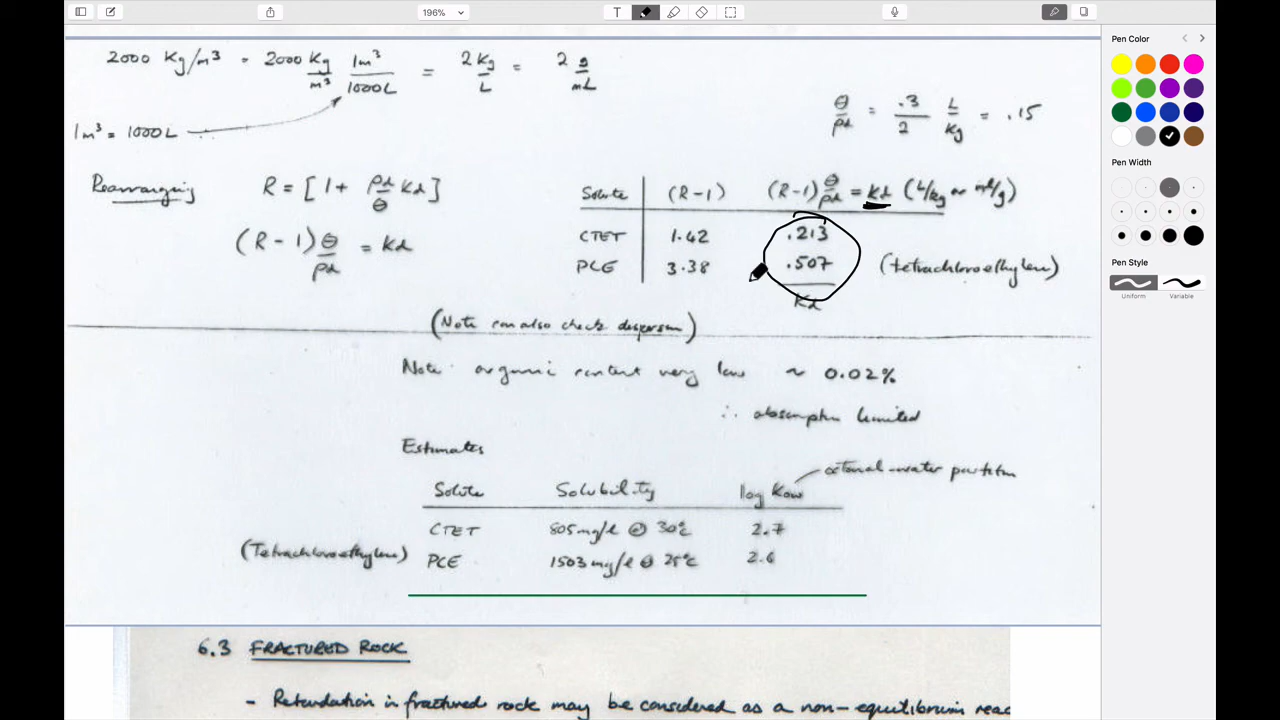 196%
T
2000 Kg/m³ = 2000 Kg/m³ 1m³/1000L = 2 Kg/L = 2 g/mL
1m³ = 1000L
θ/ρd = .3/2 L/Kg = .15
Rearranging R = [1 + ρd/θ Kd]
(R - 1) θ/ρd = Kd
Solute (R-1) (R-1) θ/ρd = Kd (L/kg or ml/g)
CTET 1.42 .213
PCE 3.38 .507 (tetrachloroethylene)
Kd
(Note can also check dispersion)
Note: organic content very low ~ 0.02%
∴ absorption limited
Estimates
octanol-water partition
Solute Solubility log Kow
CTET 805 mg/l @ 30°C 2.7
(Tetrachloroethylene) PCE 1503 mg/l @ 25°C 2.6
6.3 FRACTURED ROCK
- Retardation in fractured rock may be considered as a non-equilibrium reac
Pen Color
Pen Width
Pen Style
Uniform Variable